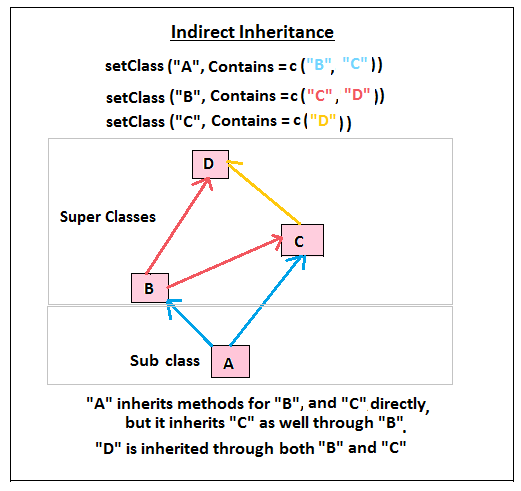 Indirect Inheritance
setClass ("A", Contains = c ("B", "C"))
setClass ("B", Contains =c ("C", "D"))
setClass ("C", Contains = c ("D"))
D
Super Classes
C
B
Sub class
A
"A" inherits methods for "B", and "C" directly,
but it inherits "C" as well through "B".
"D" is inherited through both "B" and "C"